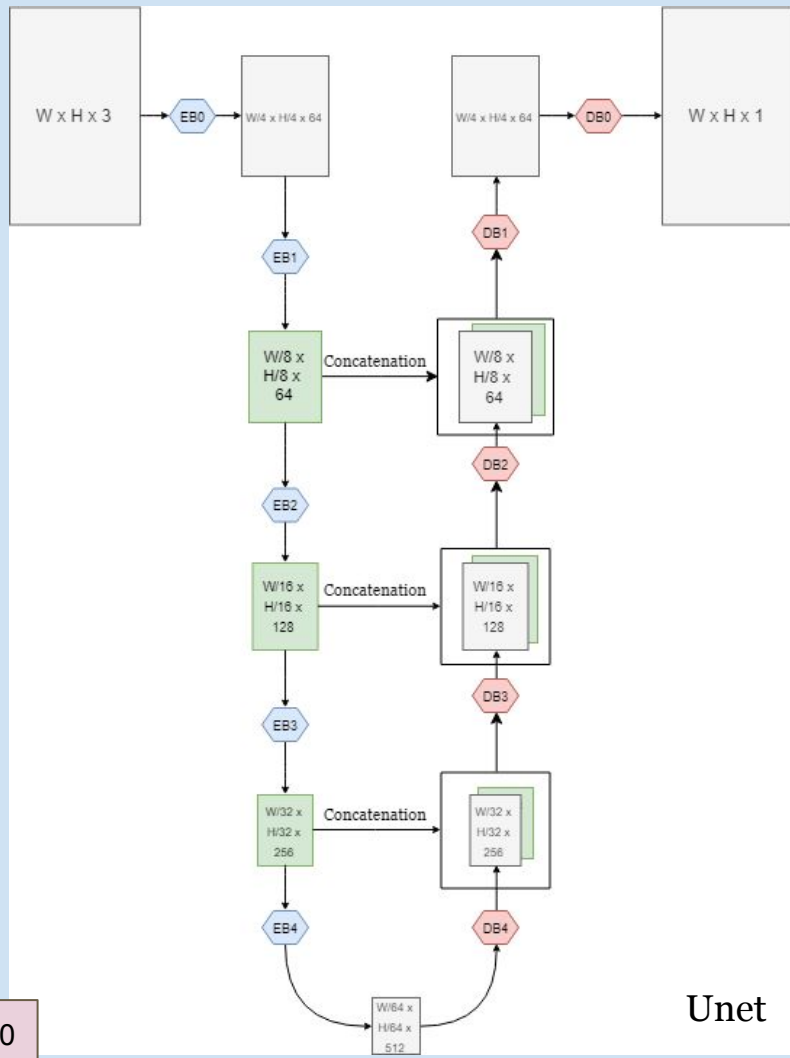 W x H x 3
EB0
W/4 x H/4 x 64
W/4 x H/4 x 64
DB0
W x H x 1
EB1
DB1
W/8 x
H/8 x
64
Concatenation
W/8 x
H/8 x
64
EB2
DB2
W/16 x
H/16 x
128
Concatenation
W/16 x
H/16 x
128
EB3
DB3
W/32 x
H/32 x
256
Concatenation
W/32 x
H/32 x
256
EB4
DB4
W/64 x
H/64 x
512
Unet
0